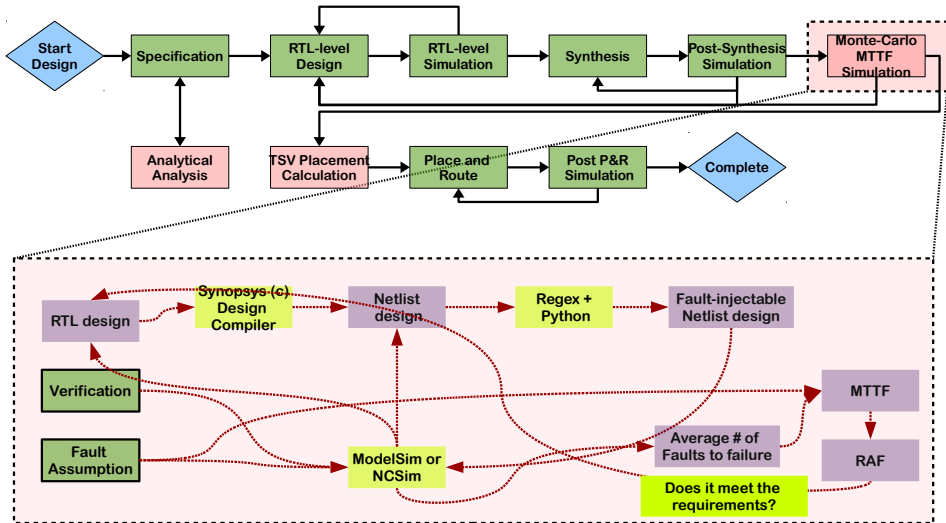 Start
Design
Specification
RTL-level
Design
RTL-level
Simulation
Synthesis
Post-Synthesis
Simulation
Monte-Carlo
MTTF
Simulation
Analytical
Analysis
TSV Placement
Calculation
Place and
Route
Post P&R
Simulation
Complete
RTL design
Synopsys (c)
Design
Compiler
Netlist
design
Regex +
Python
Fault-injectable
Netlist design
Verification
MTTF
Fault
Assumption
ModelSim or
NCSim
Average # of
Faults to failure
RAF
Does it meet the
requirements?